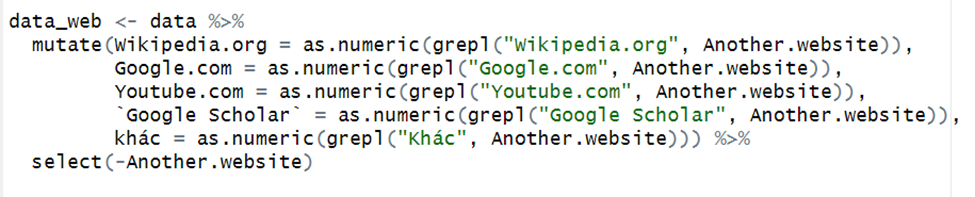 data_web <- data %>%
mutate(Wikipedia.org = as.numeric(grepl("Wikipedia.org", Another.website)),
Google.com = as.numeric(grepl("Google.com", Another.website)),
Youtube.com = as.numeric(grepl("Youtube.com", Another.website)),
`Google Scholar` = as.numeric(grepl("Google Scholar", Another.website)),
khác = as.numeric(grepl("Khác", Another.website))) %>%
select(-Another.website)